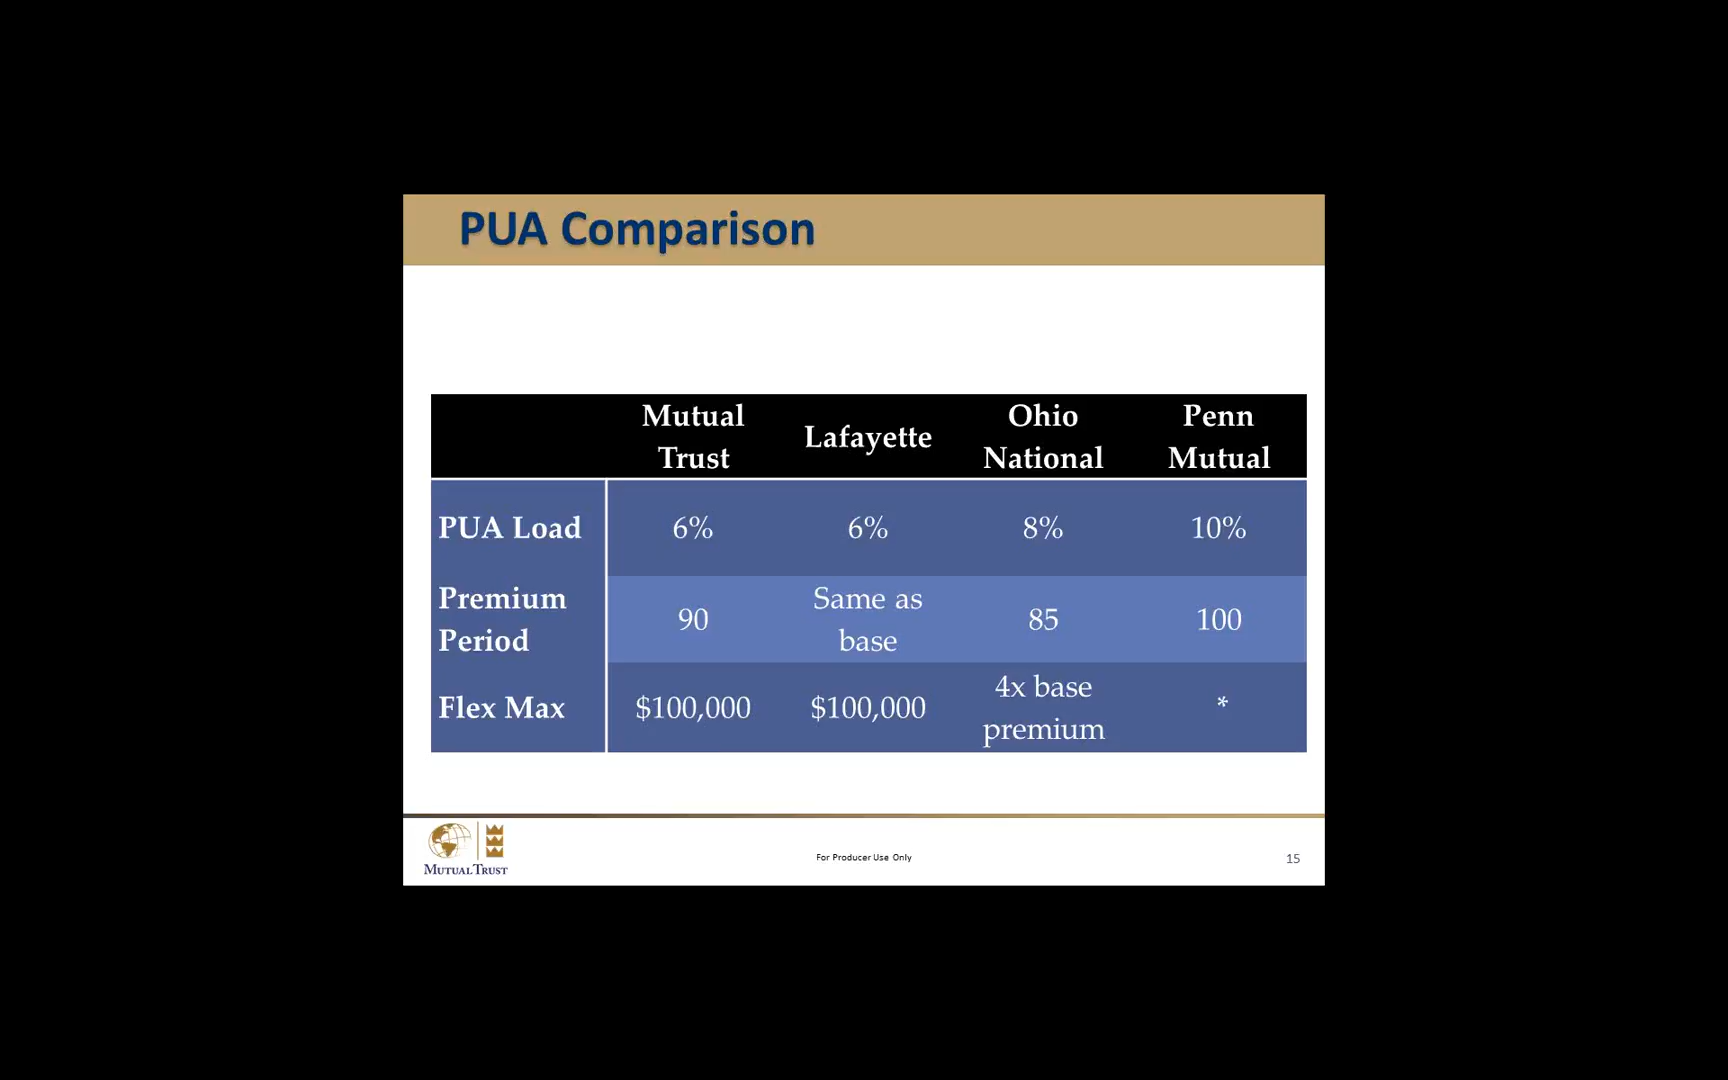 PUA Comparison
Mutual
Trust
Lafayette
Ohio
National
Penn
Mutual
PUA Load
6%
6%
8%
10%
Premium
Period
90
Same as
base
85
100
Flex Max
$100,000
$100,000
4x base
premium
*
MUTUAL TRUST
For Producer Use Only
15